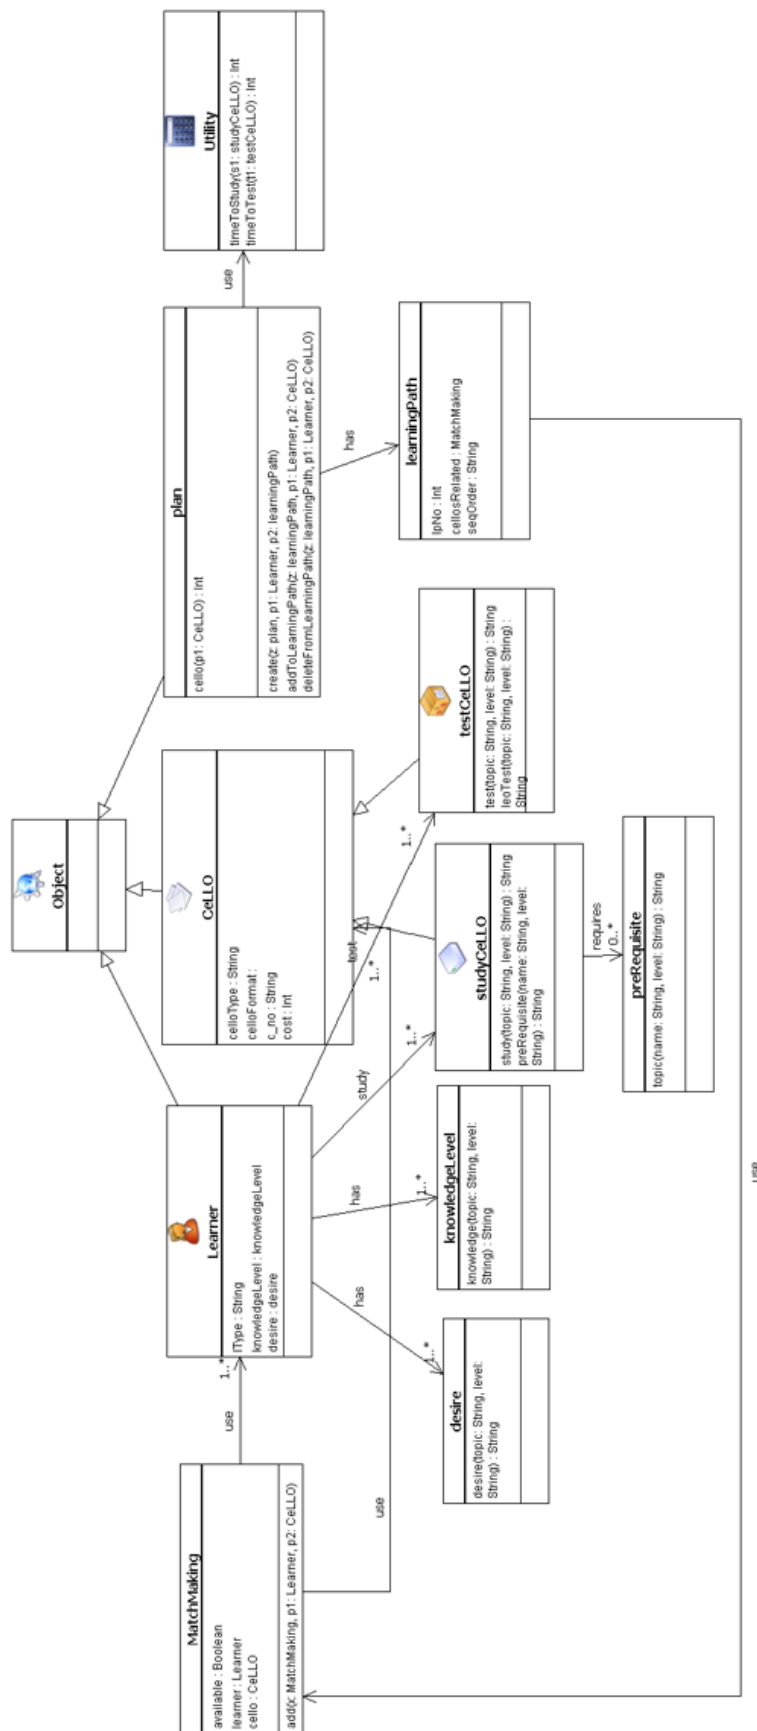 Object
MatchMaking
available : Boolean
learner : Learner
cello : CeLLO
add(x: MatchMaking, p1: Learner, p2: CeLLO)
use
1..*
use
Learner
lType : String
knowledgeLevel : knowledgeLevel
desire : desire
has
1..*
has
1..*
study
1..*
test
1..*
1..*
CeLLO
celloType : String
celloFormat :
c_no : String
cost : Int
plan
cello(p1: CeLLO) : Int
create(z: plan, p1: Learner, p2: learningPath)
addToLearningPath(z: learningPath, p1: Learner, p2: CeLLO)
deleteFromLearningPath(z: learningPath, p1: Learner, p2: CeLLO)
use
has
Utility
timeToStudy(s1: studyCeLLO) : Int
timeToTest(t1: testCeLLO) : Int
desire
desire(topic: String, level:
String) : String
knowledgeLevel
knowledge(topic: String, level:
String) : String
studyCeLLO
study(topic: String, level: String) : String
preRequisite(name: String, level:
String) : String
testCeLLO
test(topic: String, level: String) : String
leoTest(topic: String, level: String) :
String
learningPath
lpNo : Int
cellosRelated : MatchMaking
seqOrder : String
requires
0..*
preRequisite
topic(name: String, level: String) : String
use